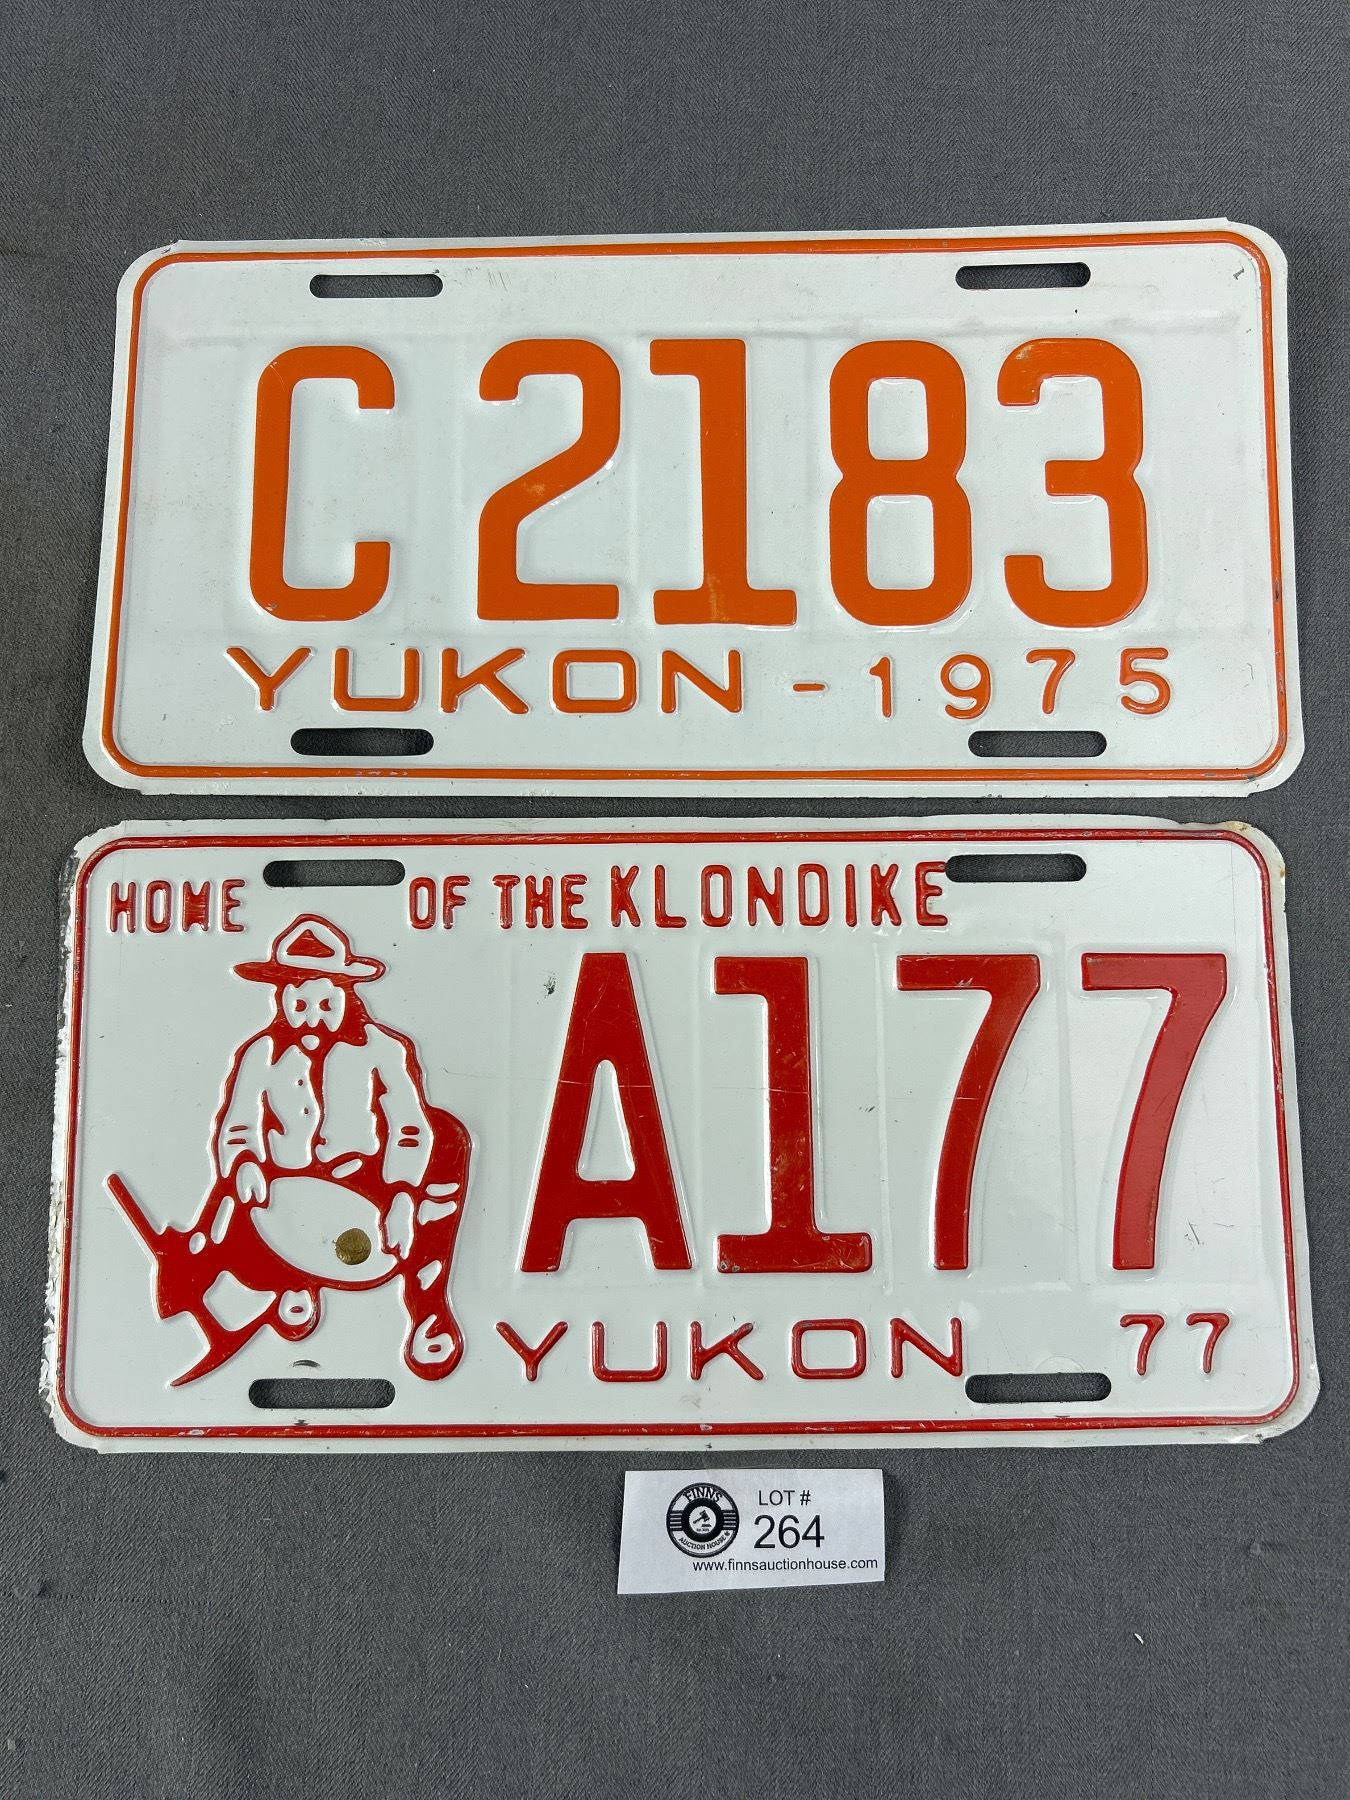 C 2183
YUKON - 1975
HOME OF THE KLONDIKE
A177
YUKON 77
FINNS
AUCTION HOUSE
LOT #
264
www.finnsauctionhouse.com